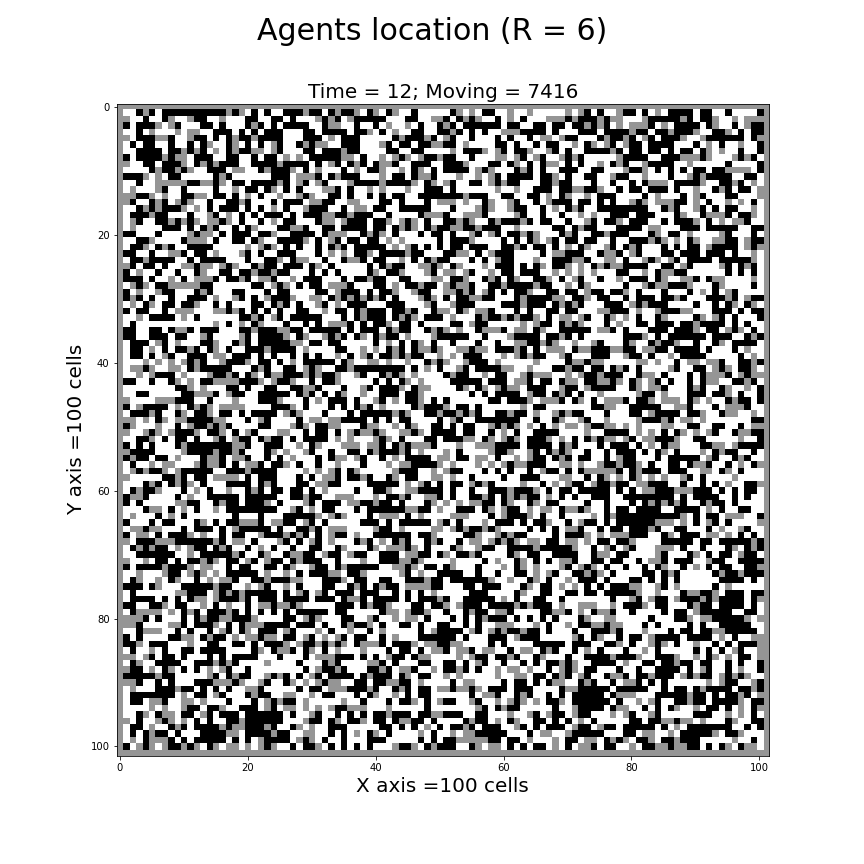 Agents location (R = 6)
Time = 12; Moving = 7416
0
20
40
60
80
100
Y axis =100 cells
0 20 40 60 80 100
X axis =100 cells